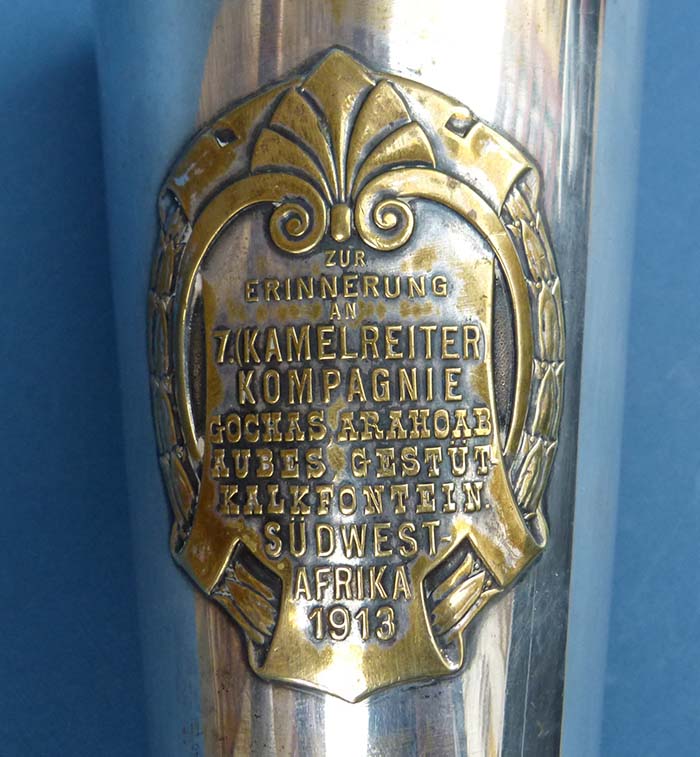 ZUR
ERINNERUNG
AN
7.(KAMELREITER
KOMPAGNIE
GOCHAS ARAHOAB
AUBES GESTÜT-
KALKFONTEIN.
SÜDWEST-
AFRIKA
1913